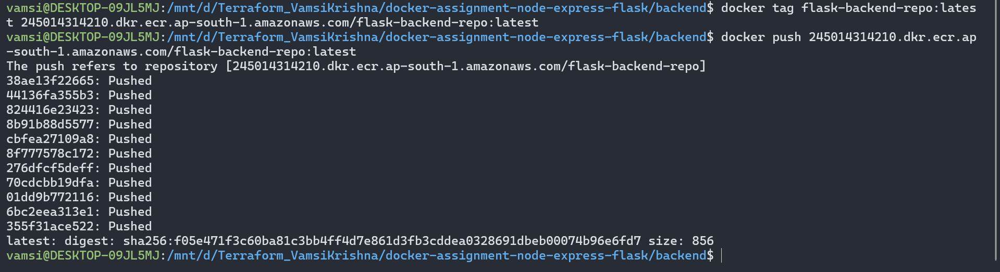 vamsi@DESKTOP-09JL5MJ:/mnt/d/Terraform_VamsiKrishna/docker-assignment-node-express-flask/backend$ docker tag flask-backend-repo:lates
t 245014314210.dkr.ecr.ap-south-1.amazonaws.com/flask-backend-repo:latest
vamsi@DESKTOP-09JL5MJ:/mnt/d/Terraform_VamsiKrishna/docker-assignment-node-express-flask/backend$ docker push 245014314210.dkr.ecr.ap
-south-1.amazonaws.com/flask-backend-repo:latest
The push refers to repository [245014314210.dkr.ecr.ap-south-1.amazonaws.com/flask-backend-repo]
38ae13f22665: Pushed
44136fa355b3: Pushed
824416e23423: Pushed
8b91b88d5577: Pushed
cbfea27109a8: Pushed
8f777578c172: Pushed
276dfcf5deff: Pushed
70cdcbb19dfa: Pushed
01dd9b772116: Pushed
6bc2eea313e1: Pushed
355f31ace522: Pushed
latest: digest: sha256:f05e471f3c60ba81c3bb4ff4d7e861d3fb3cddea0328691dbeb00074b96e6fd7 size: 856
vamsi@DESKTOP-09JL5MJ:/mnt/d/Terraform_VamsiKrishna/docker-assignment-node-express-flask/backend$